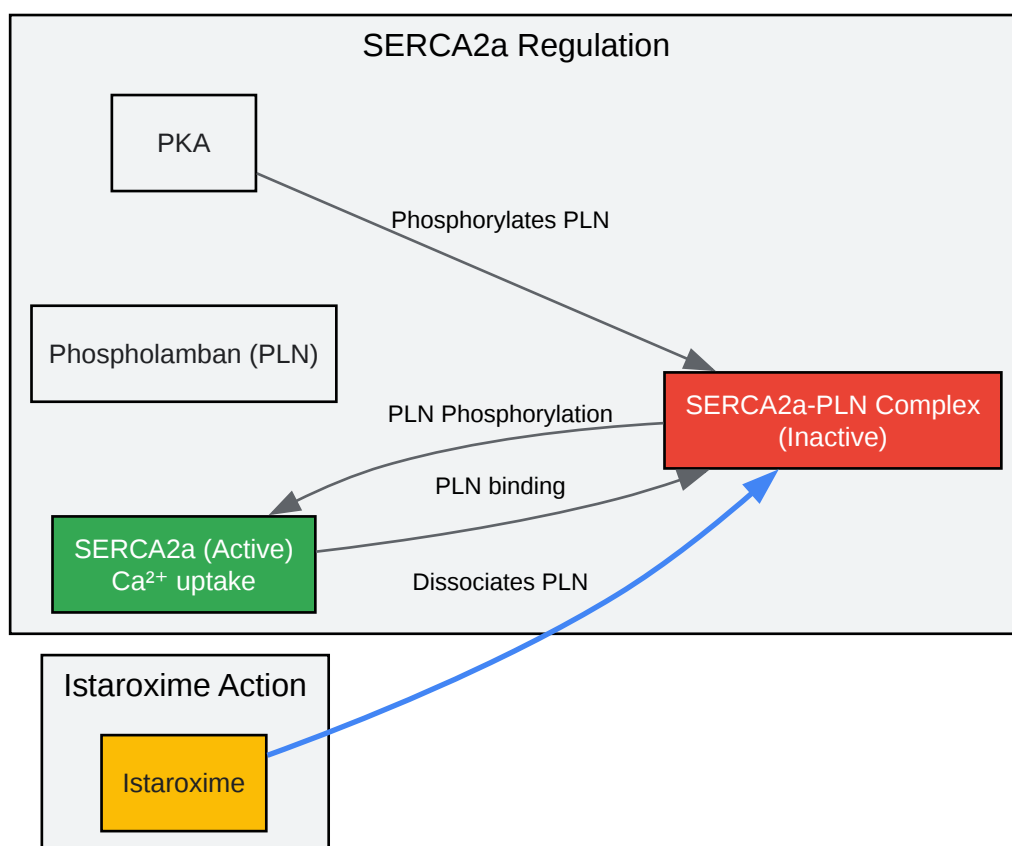 SERCA2a Regulation
PKA
Phosphorylates PLN
Phospholamban (PLN)
SERCA2a-PLN Complex
(Inactive)
PLN Phosphorylation
PLN binding
SERCA2a (Active)
Ca²⁺ uptake
Dissociates PLN
Istaroxime Action
Istaroxime